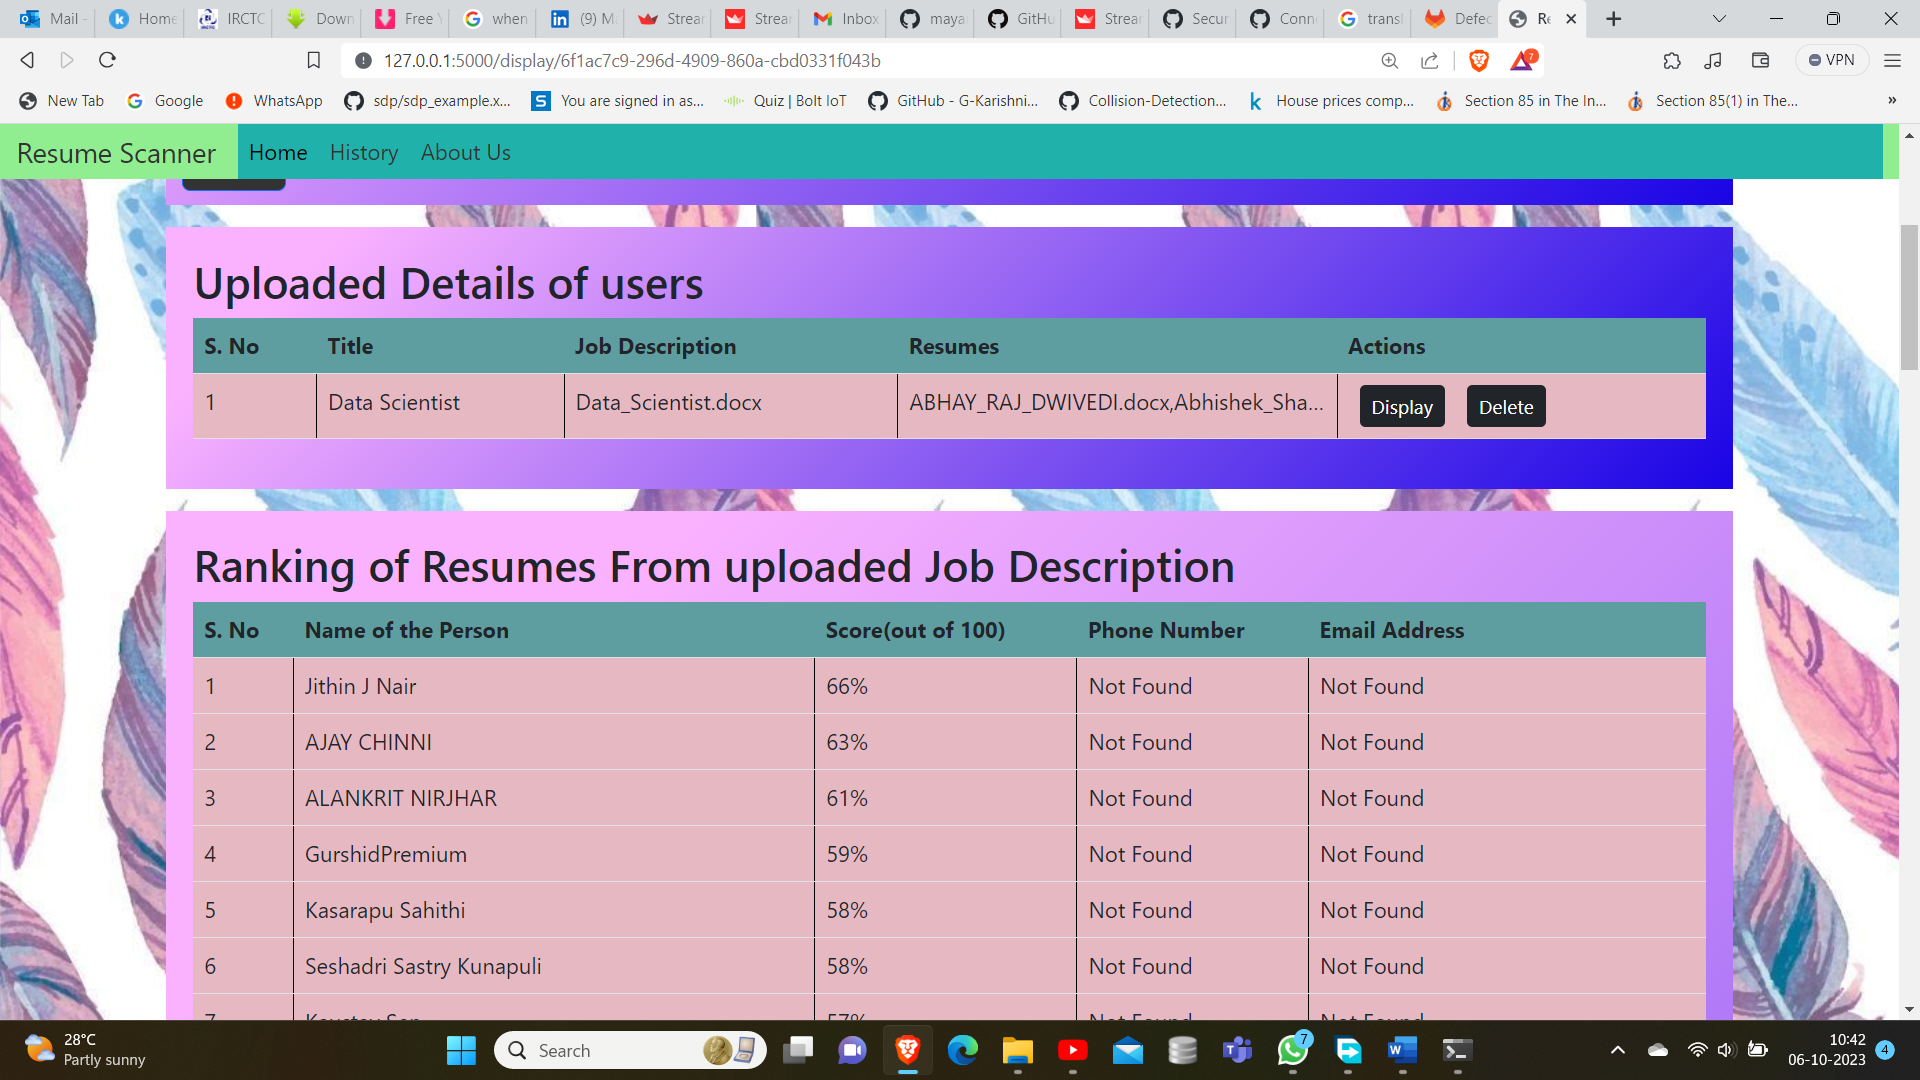 Mail -
Home
IRCTC
Down
Free Y
when
(9) M
Strear
Strear
Inbox
maya
GitHu
Strear
Secur
Conn
transl
Defec
Re
127.0.0.1:5000/display/6f1ac7c9-296d-4909-860a-cbd0331f043b
7
VPN
New Tab
Google
WhatsApp
sdp/sdp_example.x...
You are signed in as...
Quiz | Bolt IoT
GitHub - G-Karishni...
Collision-Detection...
House prices comp...
Section 85 in The In...
Section 85(1) in The...
»
Resume Scanner
Home
History
About Us
Uploaded Details of users
S. No Title Job Description Resumes Actions
1 Data Scientist Data_Scientist.docx ABHAY_RAJ_DWIVEDI.docx,Abhishek_Sha... Display Delete
Ranking of Resumes From uploaded Job Description
S. No Name of the Person Score(out of 100) Phone Number Email Address
1 Jithin J Nair 66% Not Found Not Found
2 AJAY CHINNI 63% Not Found Not Found
3 ALANKRIT NIRJHAR 61% Not Found Not Found
4 GurshidPremium 59% Not Found Not Found
5 Kasarapu Sahithi 58% Not Found Not Found
6 Seshadri Sastry Kunapuli 58% Not Found Not Found
7 57% Not Found Not Found
28°C
Partly sunny
Search
7
10:42
06-10-2023
4